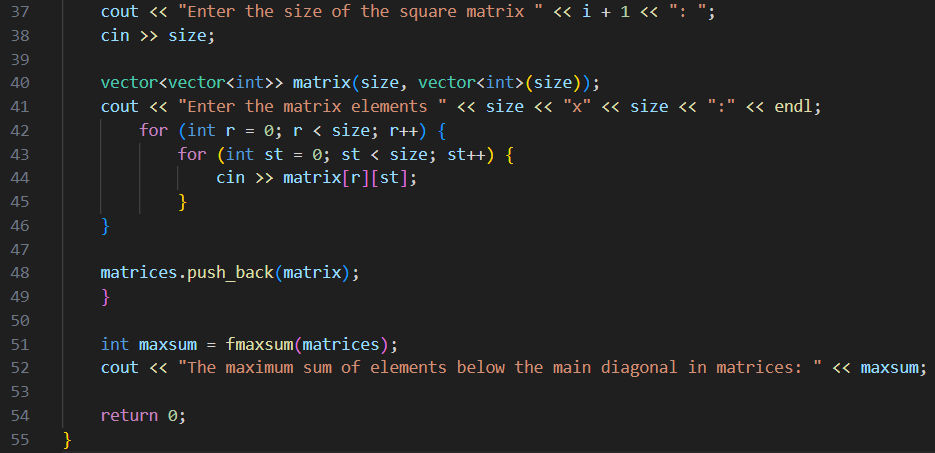 37 cout << "Enter the size of the square matrix " << i + 1 << ": ";
38 cin >> size;
39
40 vector<vector<int>> matrix(size, vector<int>(size));
41 cout << "Enter the matrix elements " << size << "x" << size << ":" << endl;
42 for (int r = 0; r < size; r++) {
43 for (int st = 0; st < size; st++) {
44 cin >> matrix[r][st];
45 }
46 }
47
48 matrices.push_back(matrix);
49 }
50
51 int maxsum = fmaxsum(matrices);
52 cout << "The maximum sum of elements below the main diagonal in matrices: " << maxsum;
53
54 return 0;
55 }